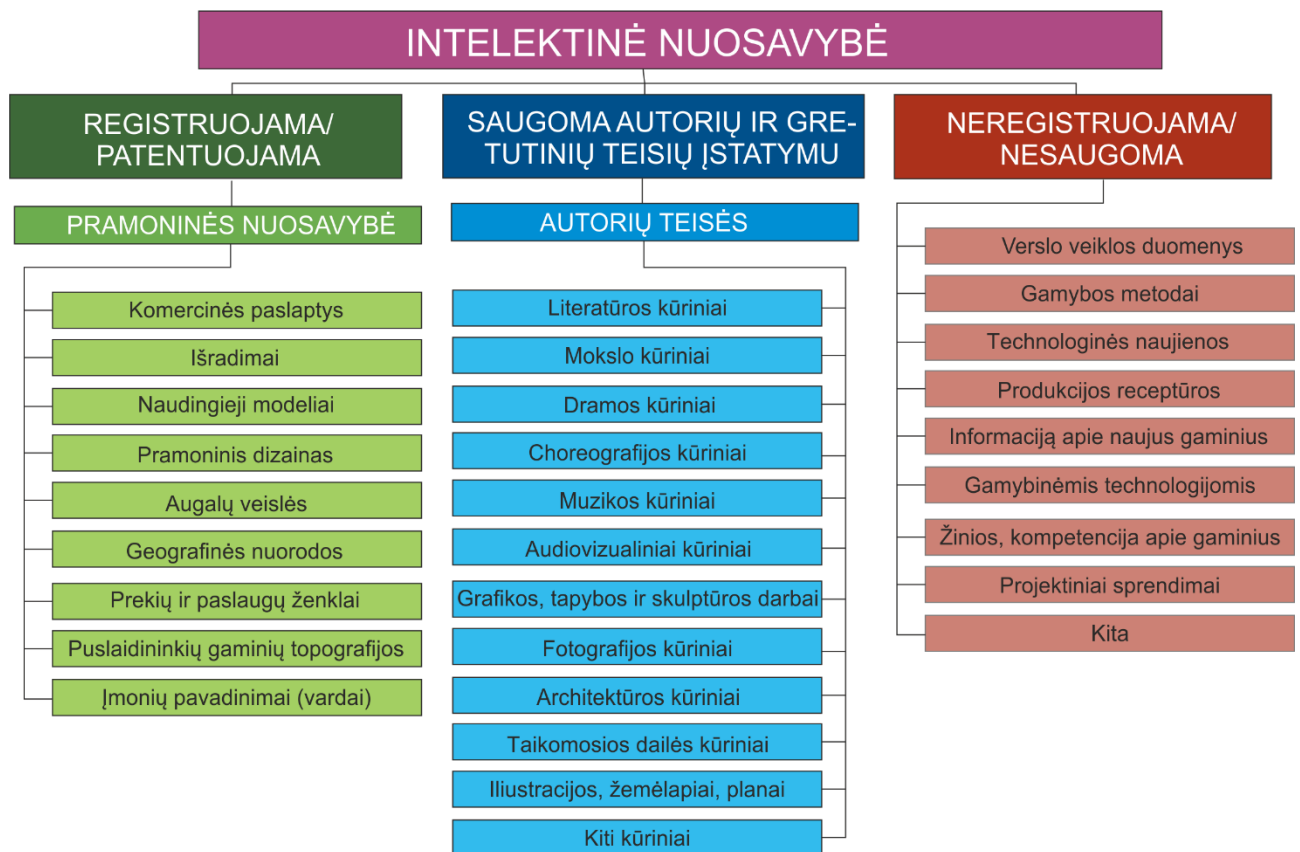 INTELEKTINĖ NUOSAVYBĖ
REGISTRUOJAMA/
PATENTUOJAMA
PRAMONINĖS NUOSAVYBĖ
Komercinės paslaptys
Išradimai
Naudingieji modeliai
Pramoninis dizainas
Augalų veislės
Geografinės nuorodos
Prekių ir paslaugų ženklai
Puslaidininkių gaminių topografijos
Įmonių pavadinimai (vardai)
SAUGOMA AUTORIŲ IR GRE-
TUTINIŲ TEISIŲ ĮSTATYMU
AUTORIŲ TEISĖS
Literatūros kūriniai
Mokslo kūriniai
Dramos kūriniai
Choreografijos kūriniai
Muzikos kūriniai
Audiovizualiniai kūriniai
Grafikos, tapybos ir skulptūros darbai
Fotografijos kūriniai
Architektūros kūriniai
Taikomosios dailės kūriniai
Iliustracijos, žemėlapiai, planai
Kiti kūriniai
NEREGISTRUOJAMA/
NESAUGOMA
Verslo veiklos duomenys
Gamybos metodai
Technologinės naujienos
Produkcijos receptūros
Informaciją apie naujus gaminius
Gamybinėmis technologijomis
Žinios, kompetencija apie gaminius
Projektiniai sprendimai
Kita